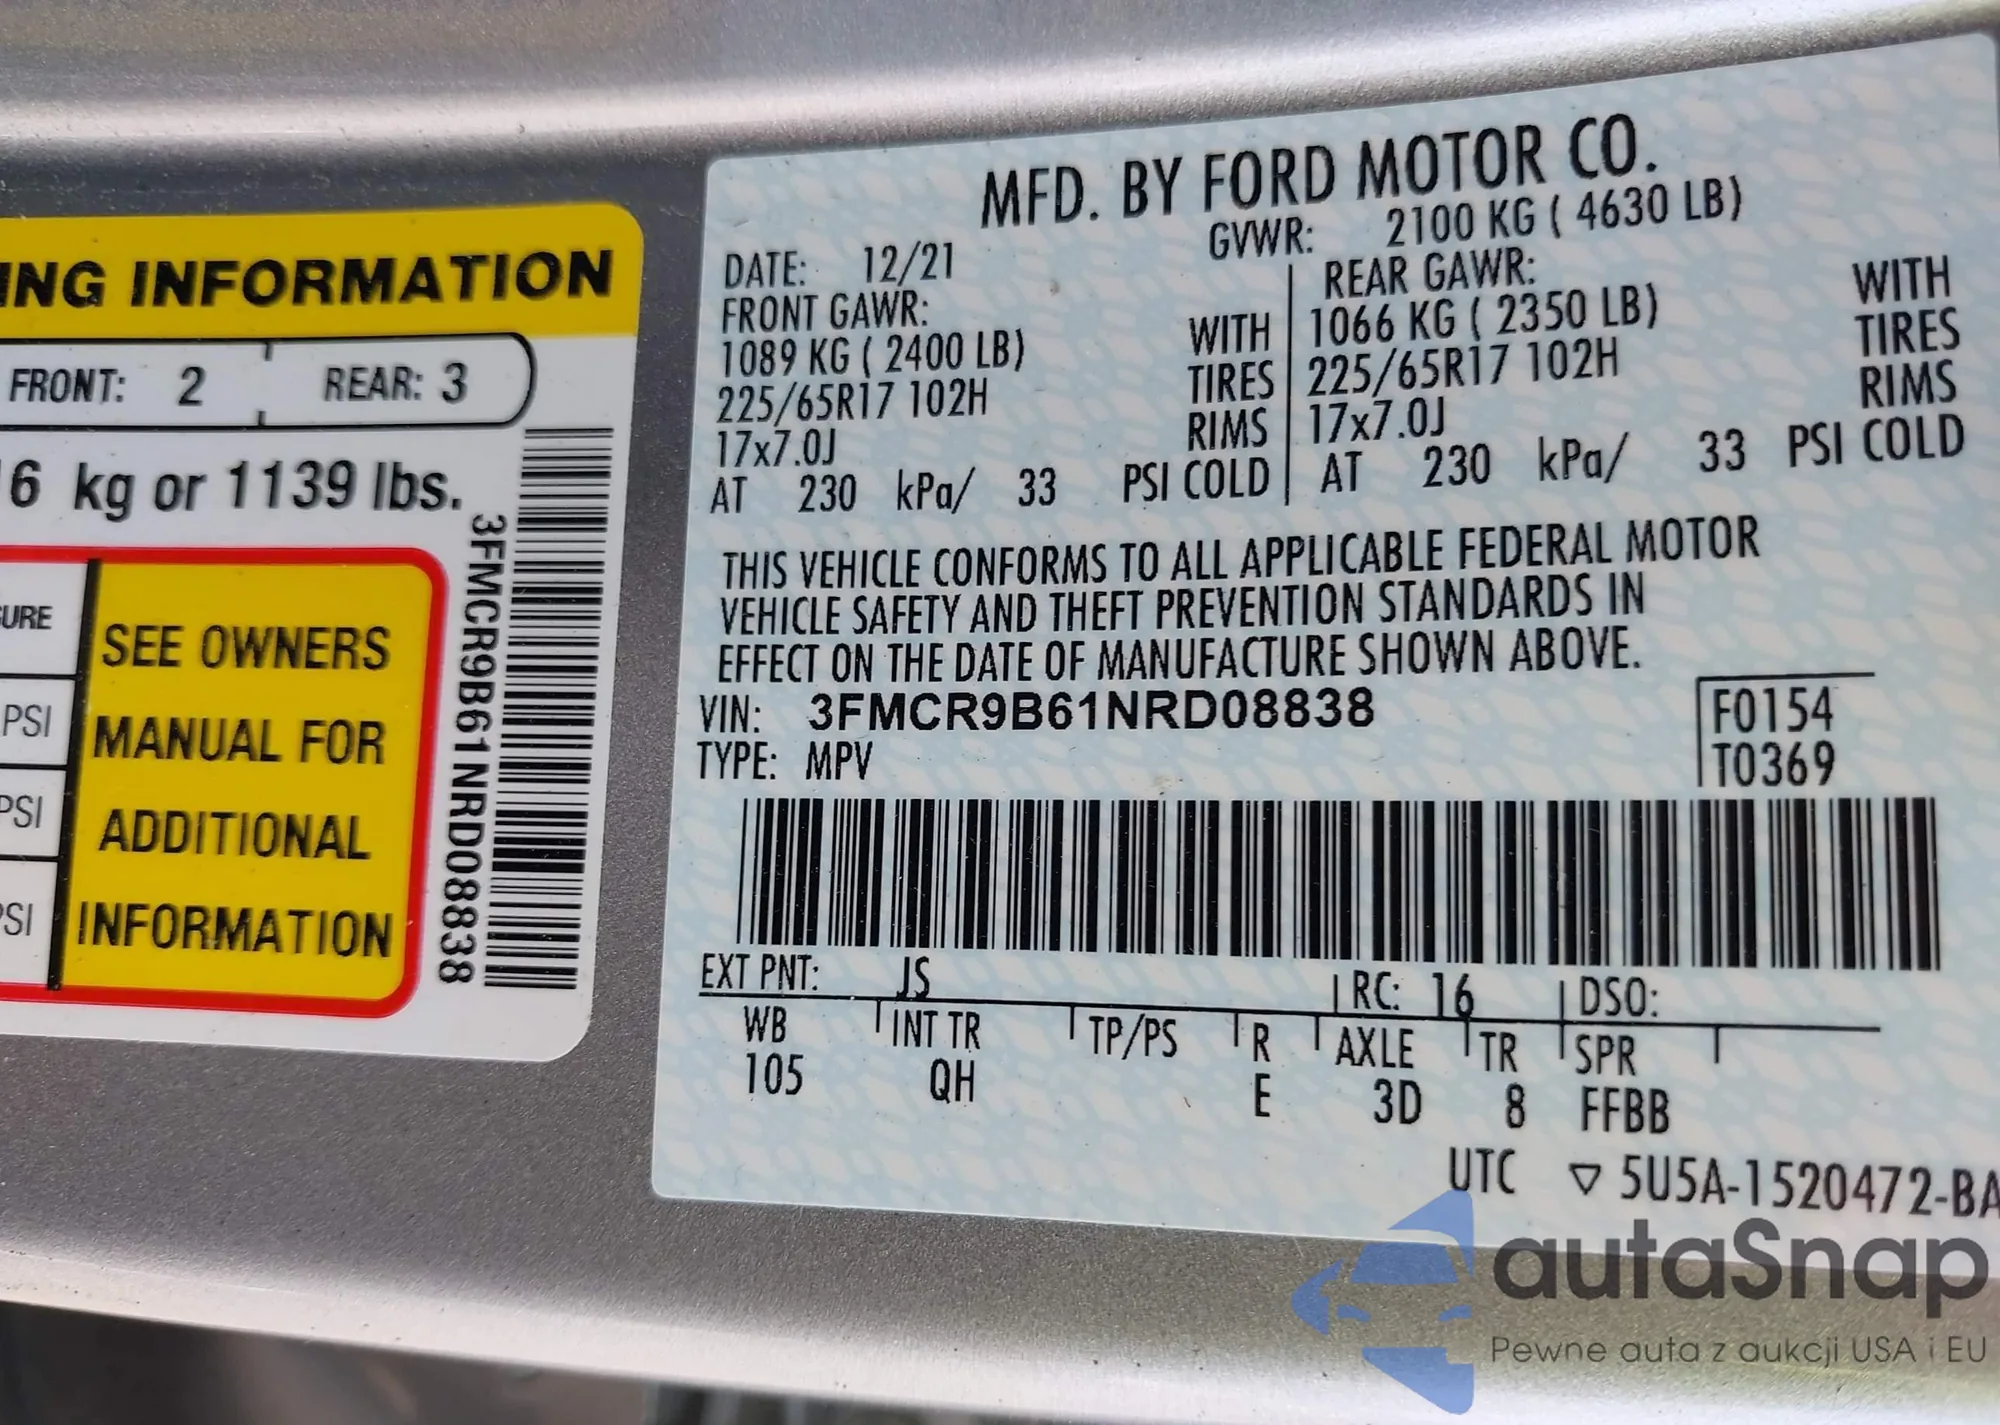 ING INFORMATION
FRONT: 2 REAR: 3
6 kg or 1139 lbs.
URE
PSI
PSI
PSI
SEE OWNERS
MANUAL FOR
ADDITIONAL
INFORMATION
3FMCR9B61NRD08838
MFD. BY FORD MOTOR CO.
DATE: 12/21 GVWR: 2100 KG ( 4630 LB)
FRONT GAWR: REAR GAWR:
1089 KG ( 2400 LB) WITH 1066 KG ( 2350 LB) WITH
225/65R17 102H TIRES 225/65R17 102H TIRES
17x7.0J RIMS 17x7.0J RIMS
AT 230 kPa/ 33 PSI COLD AT 230 kPa/ 33 PSI COLD
THIS VEHICLE CONFORMS TO ALL APPLICABLE FEDERAL MOTOR
VEHICLE SAFETY AND THEFT PREVENTION STANDARDS IN
EFFECT ON THE DATE OF MANUFACTURE SHOWN ABOVE.
VIN: 3FMCR9B61NRD08838 F0154
TYPE: MPV T0369
EXT PNT: JS RC: 16 DSO:
WB INT TR TP/PS R AXLE TR SPR
105 QH E 3D 8 FFBB
UTC ▽ 5U5A-1520472-BA
autaSnap
Pewne auta z aukcji USA i EU